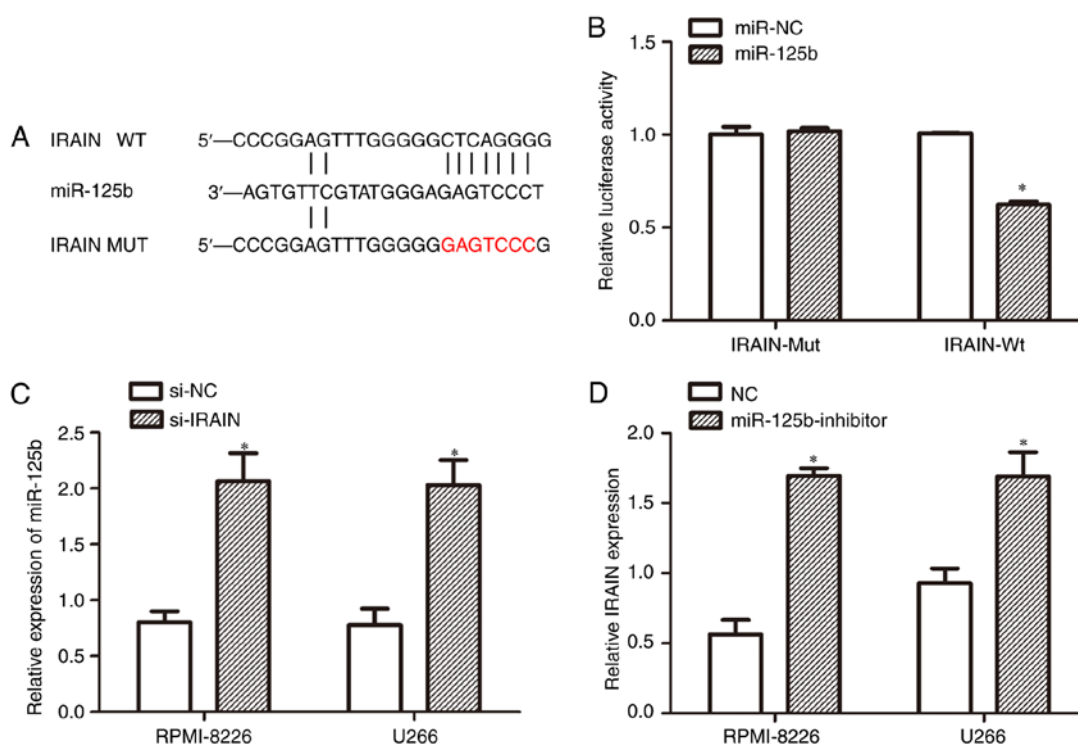 A
IRAIN WT 5′—CCCGGAGTTTGGGGGCTCAGGGG
miR-125b 3′—AGTGTTCGTATGGGAGAGTCCCT
IRAIN MUT 5′—CCCGGAGTTTGGGGGGAGTCCCG
B
miR-NC
miR-125b
Relative luciferase activity
1.5
1.0
0.5
0.0
*
IRAIN-Mut IRAIN-Wt
C
si-NC
si-IRAIN
Relative expression of miR-125b
2.5
2.0
1.5
1.0
0.5
0.0
* *
RPMI-8226 U266
D
NC
miR-125b-inhibitor
Relative IRAIN expression
2.0
1.5
1.0
0.5
0.0
* *
RPMI-8226 U266